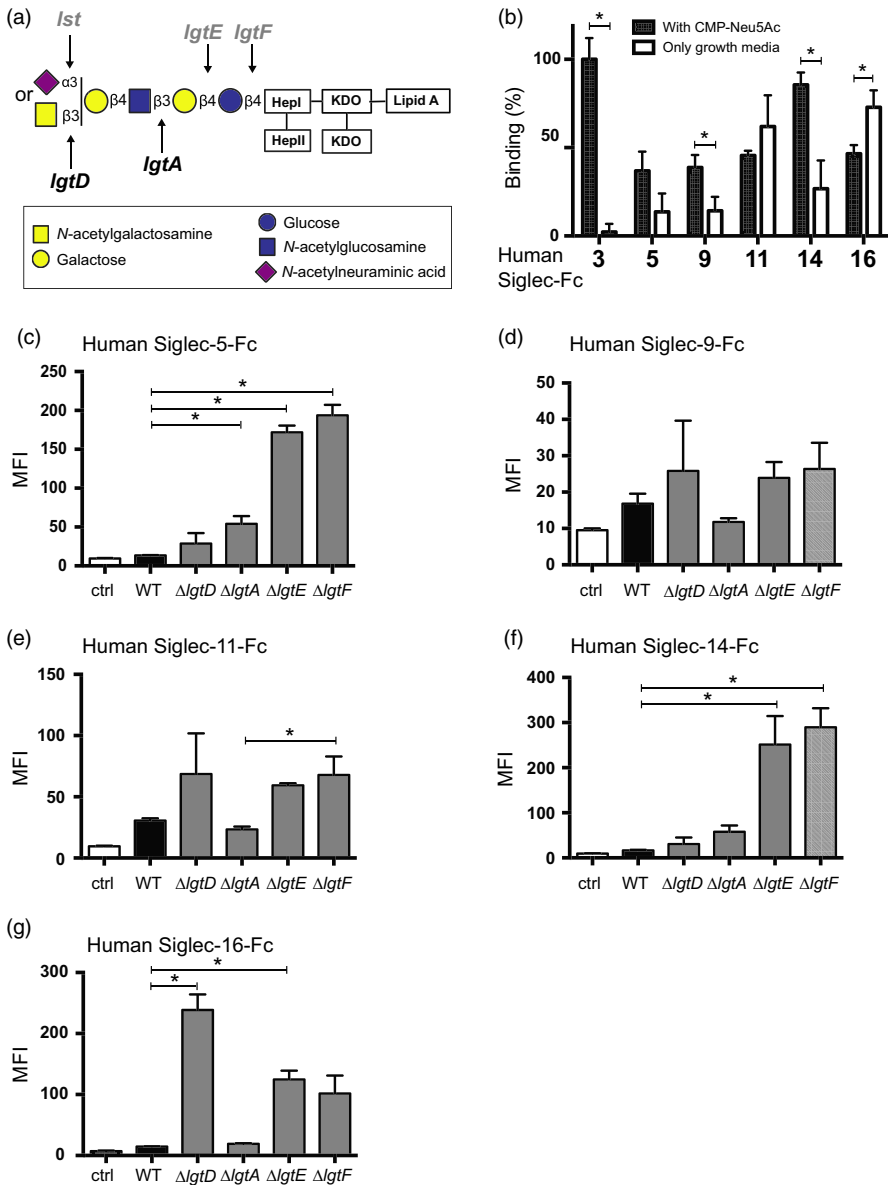 (a)
lst
lgtE lgtF
or
α3
β3
β4
β3
β4
β4
HepI
KDO
Lipid A
HepII
KDO
lgtD
lgtA
N-acetylgalactosamine
Galactose
Glucose
N-acetylglucosamine
N-acetylneuraminic acid
(b)
With CMP-Neu5Ac
Only growth media
Binding (%)
100
50
0
* * * *
Human
Siglec-Fc
3 5 9 11 14 16
(c)
Human Siglec-5-Fc
MFI
250
200
150
100
50
0
*
*
*
ctrl WT ΔlgtD ΔlgtA ΔlgtE ΔlgtF
(d)
Human Siglec-9-Fc
MFI
50
40
30
20
10
0
ctrl WT ΔlgtD ΔlgtA ΔlgtE ΔlgtF
(e)
Human Siglec-11-Fc
MFI
150
100
50
0
*
ctrl WT ΔlgtD ΔlgtA ΔlgtE ΔlgtF
(f)
Human Siglec-14-Fc
MFI
400
300
200
100
0
*
*
ctrl WT ΔlgtD ΔlgtA ΔlgtE ΔlgtF
(g)
Human Siglec-16-Fc
MFI
300
200
100
0
*
*
ctrl WT ΔlgtD ΔlgtA ΔlgtE ΔlgtF